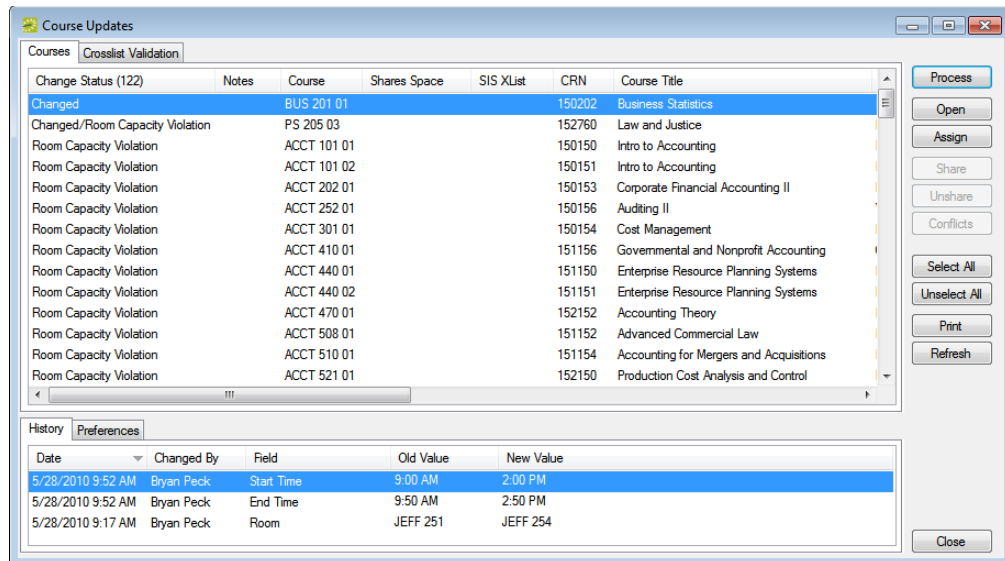 Course Updates
Courses Crosslist Validation
Change Status (122) Notes Course Shares Space SIS XList CRN Course Title
Changed BUS 201 01 150202 Business Statistics
Changed/Room Capacity Violation PS 205 03 152760 Law and Justice
Room Capacity Violation ACCT 101 01 150150 Intro to Accounting
Room Capacity Violation ACCT 101 02 150151 Intro to Accounting
Room Capacity Violation ACCT 202 01 150153 Corporate Financial Accounting II
Room Capacity Violation ACCT 252 01 150156 Auditing II
Room Capacity Violation ACCT 301 01 150154 Cost Management
Room Capacity Violation ACCT 410 01 151156 Governmental and Nonprofit Accounting
Room Capacity Violation ACCT 440 01 151150 Enterprise Resource Planning Systems
Room Capacity Violation ACCT 440 02 151151 Enterprise Resource Planning Systems
Room Capacity Violation ACCT 470 01 152152 Accounting Theory
Room Capacity Violation ACCT 508 01 151152 Advanced Commercial Law
Room Capacity Violation ACCT 510 01 151154 Accounting for Mergers and Acquisitions
Room Capacity Violation ACCT 521 01 152150 Production Cost Analysis and Control
Process
Open
Assign
Share
Unshare
Conflicts
Select All
Unselect All
Print
Refresh
History Preferences
Date Changed By Field Old Value New Value
5/28/2010 9:52 AM Bryan Peck Start Time 9:00 AM 2:00 PM
5/28/2010 9:52 AM Bryan Peck End Time 9:50 AM 2:50 PM
5/28/2010 9:17 AM Bryan Peck Room JEFF 251 JEFF 254
Close